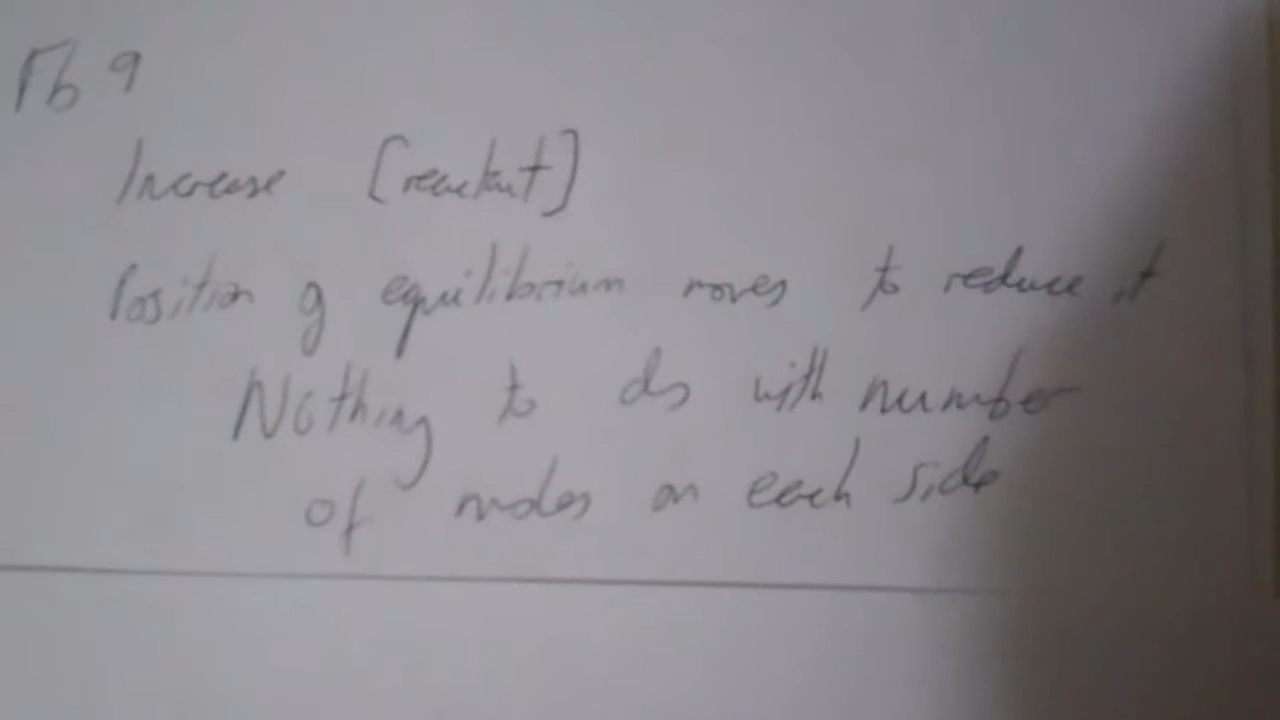 9
Increase [reactant]
Position of equilibrium moves to reduce it
Nothing to do with number
of moles on each side